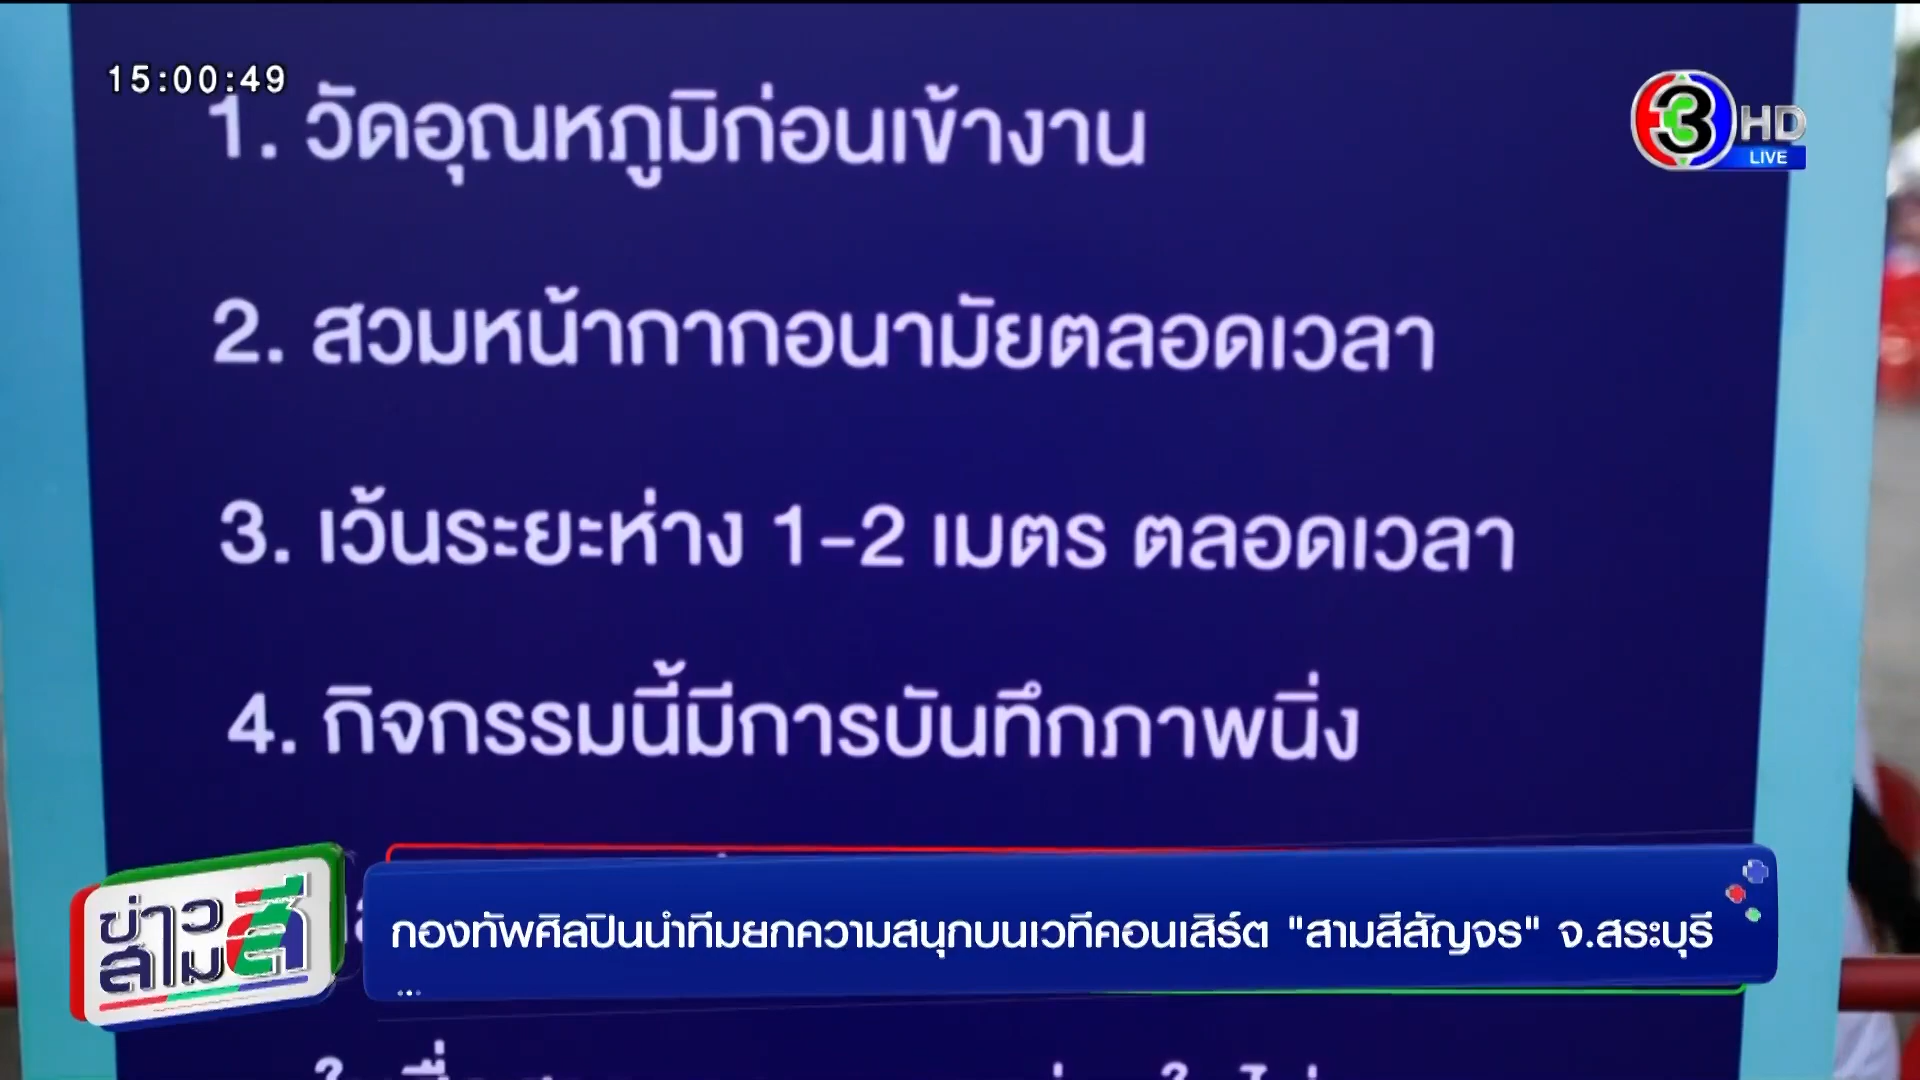 15:00:49
3 HD
LIVE
1. วัดอุณหภูมิก่อนเข้างาน
2. สวมหน้ากากอนามัยตลอดเวลา
3. เว้นระยะห่าง 1-2 เมตร ตลอดเวลา
4. กิจกรรมนี้มีการบันทึกภาพนิ่ง
ข่าว
สามสี
กองทัพศิลปินนำทีมยกความสนุกบนเวทีคอนเสิร์ต "สามสีสัญจร" จ.สระบุรี
...